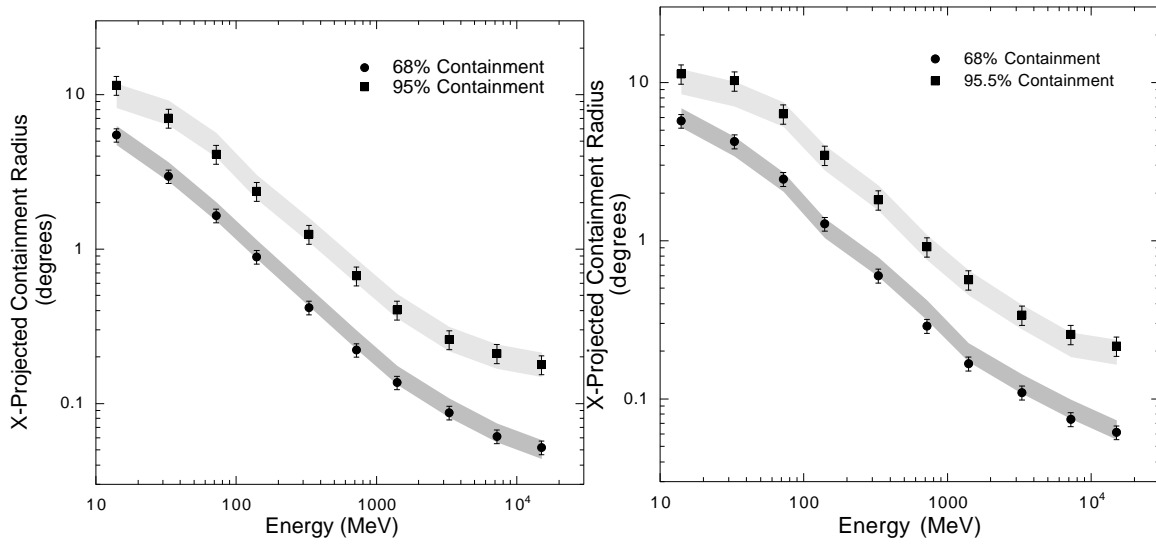 68% Containment
95% Containment
10
1
0.1
X-Projected Containment Radius
(degrees)
10
100
1000
10⁴
Energy (MeV)
68% Containment
95.5% Containment
10
1
0.1
X-Projected Containment Radius
(degrees)
10
100
1000
10⁴
Energy (MeV)